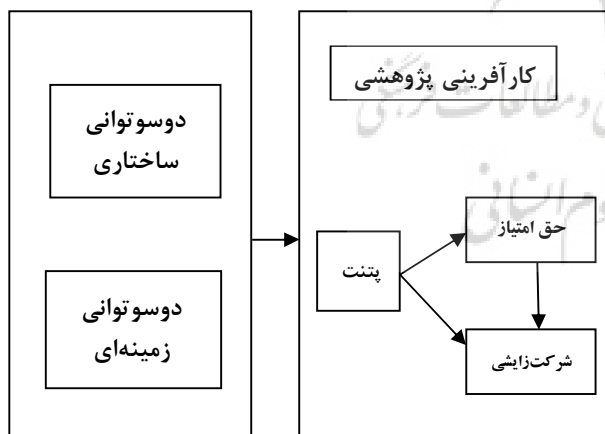 کارآفرینی پژوهشی
دوسوتوانی
ساختاری
حق امتیاز
پتنت
دوسوتوانی
زمینه‌ای
شرکت‌زایشی